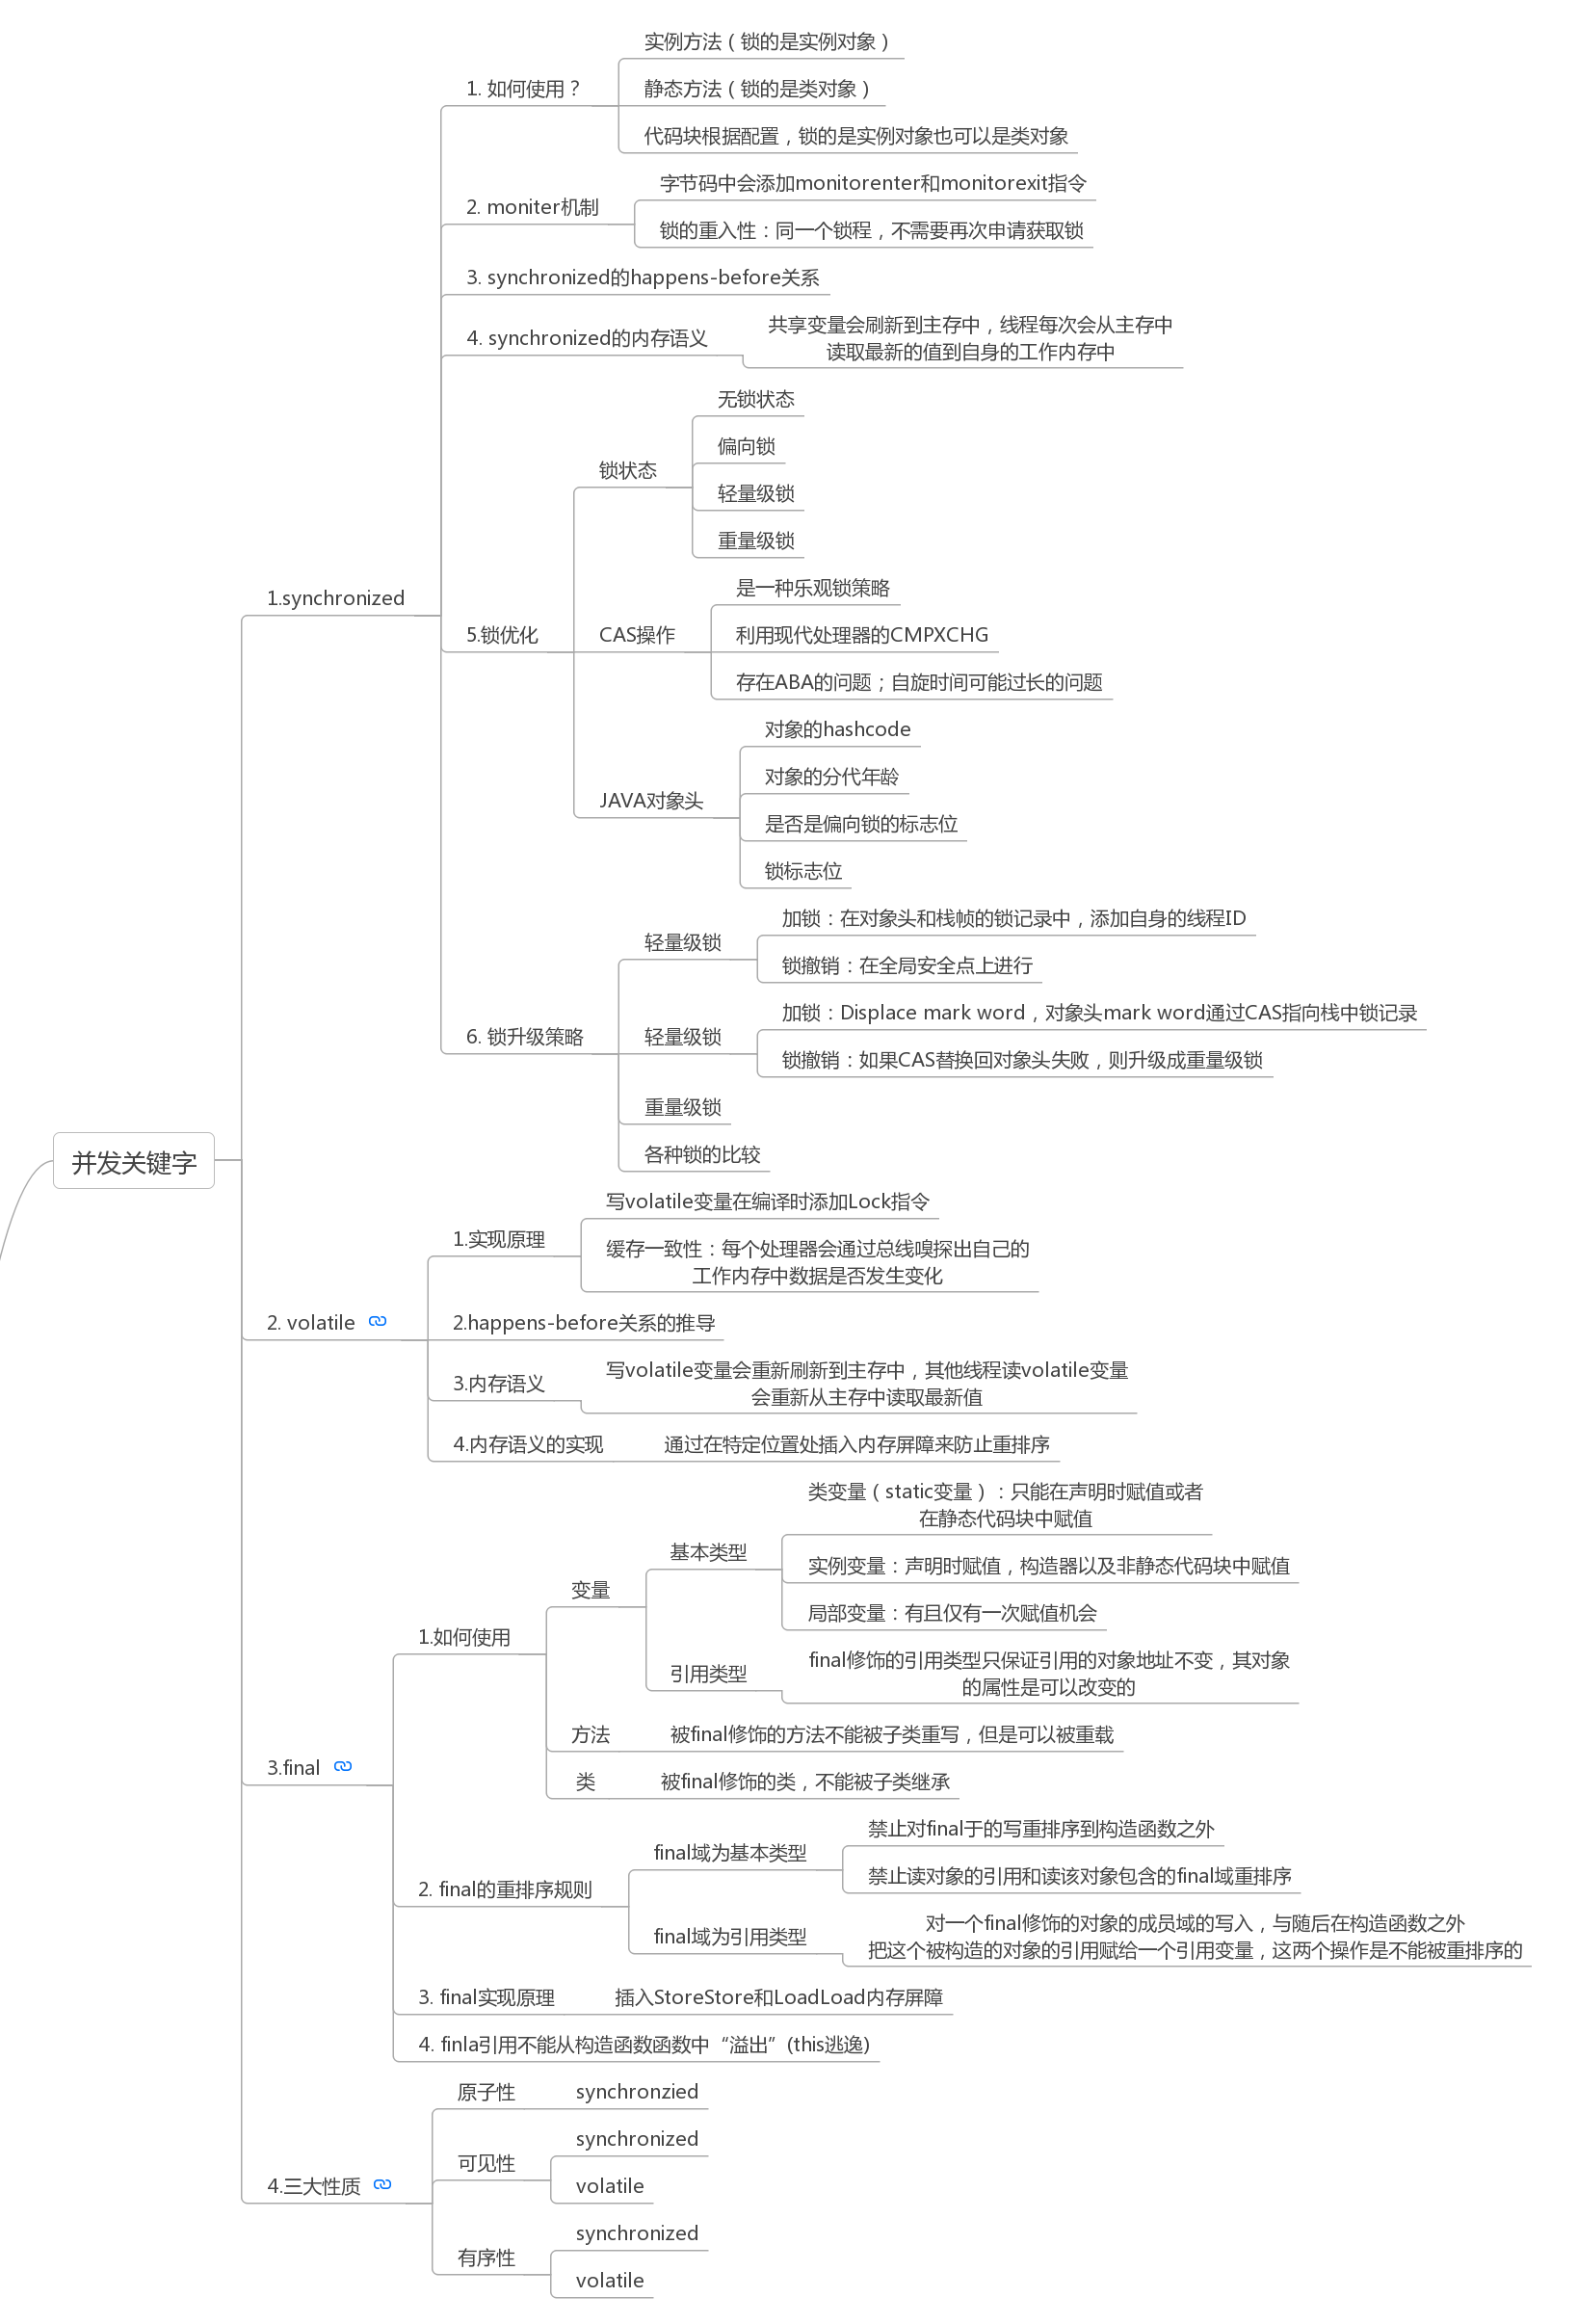 并发关键字
1.synchronized
1. 如何使用？
实例方法（锁的是实例对象）
静态方法（锁的是类对象）
代码块根据配置，锁的是实例对象也可以是类对象
2. moniter机制
字节码中会添加monitorenter和monitorexit指令
锁的重入性：同一个锁程，不需要再次申请获取锁
3. synchronized的happens-before关系
4. synchronized的内存语义
共享变量会刷新到主存中，线程每次会从主存中
读取最新的值到自身的工作内存中
5.锁优化
锁状态
无锁状态
偏向锁
轻量级锁
重量级锁
CAS操作
是一种乐观锁策略
利用现代处理器的CMPXCHG
存在ABA的问题；自旋时间可能过长的问题
JAVA对象头
对象的hashcode
对象的分代年龄
是否是偏向锁的标志位
锁标志位
6. 锁升级策略
轻量级锁
加锁：在对象头和栈帧的锁记录中，添加自身的线程ID
锁撤销：在全局安全点上进行
轻量级锁
加锁：Displace mark word，对象头mark word通过CAS指向栈中锁记录
锁撤销：如果CAS替换回对象头失败，则升级成重量级锁
重量级锁
各种锁的比较
2. volatile
1.实现原理
写volatile变量在编译时添加Lock指令
缓存一致性：每个处理器会通过总线嗅探出自己的
工作内存中数据是否发生变化
2.happens-before关系的推导
3.内存语义
写volatile变量会重新刷新到主存中，其他线程读volatile变量
会重新从主存中读取最新值
4.内存语义的实现
通过在特定位置处插入内存屏障来防止重排序
3.final
1.如何使用
变量
基本类型
类变量（static变量）：只能在声明时赋值或者
在静态代码块中赋值
实例变量：声明时赋值，构造器以及非静态代码块中赋值
局部变量：有且仅有一次赋值机会
引用类型
final修饰的引用类型只保证引用的对象地址不变，其对象
的属性是可以改变的
方法
被final修饰的方法不能被子类重写，但是可以被重载
类
被final修饰的类，不能被子类继承
2. final的重排序规则
final域为基本类型
禁止对final于的写重排序到构造函数之外
禁止读对象的引用和读该对象包含的final域重排序
final域为引用类型
对一个final修饰的对象的成员域的写入，与随后在构造函数之外
把这个被构造的对象的引用赋给一个引用变量，这两个操作是不能被重排序的
3. final实现原理
插入StoreStore和LoadLoad内存屏障
4. finla引用不能从构造函数函数中“溢出”(this逃逸)
4.三大性质
原子性
synchronzied
可见性
synchronized
volatile
有序性
synchronized
volatile